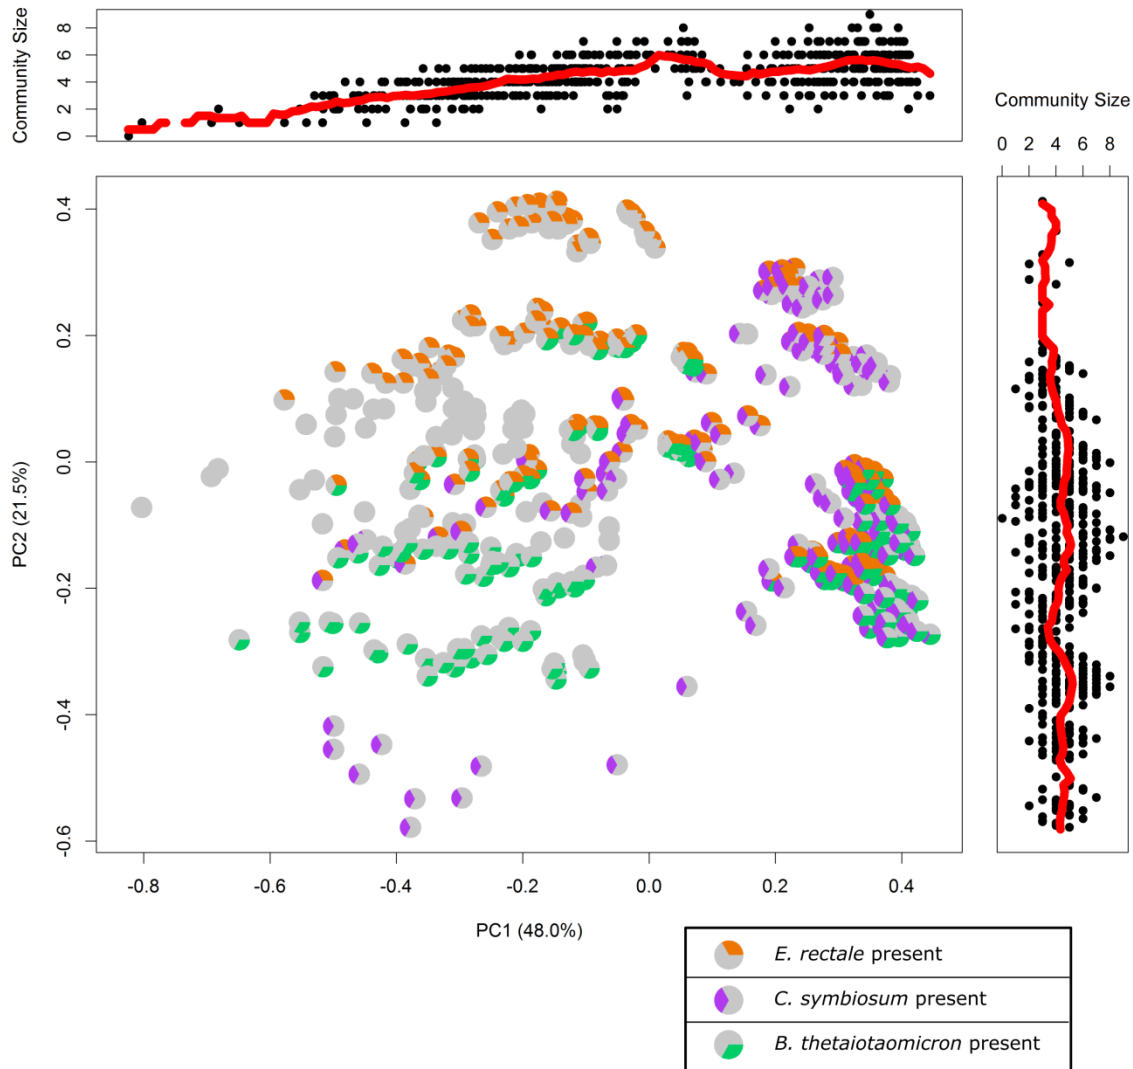 Community Size
8
6
4
2
0
Community Size
0 2 4 6 8
PC2 (21.5%)
0.4
0.2
0.0
-0.2
-0.4
-0.6
-0.8 -0.6 -0.4 -0.2 0.0 0.2 0.4
PC1 (48.0%)
E. rectale present
C. symbiosum present
B. thetaiotaomicron present